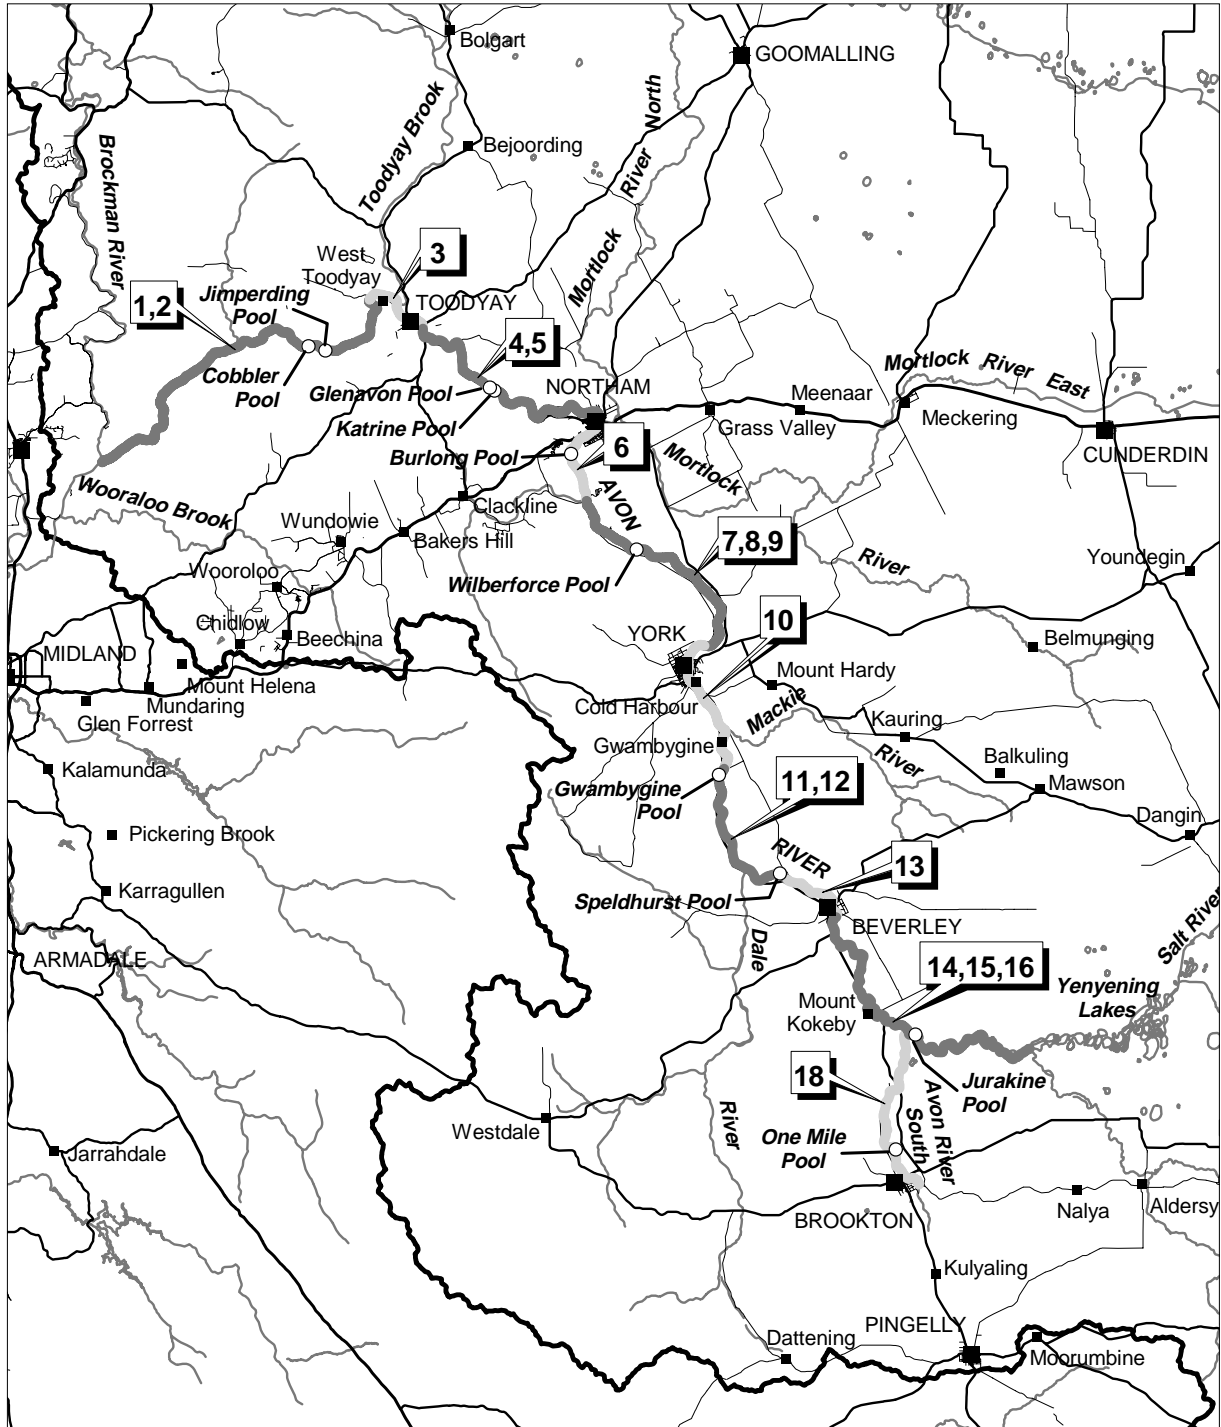 Bolgart
GOOMALLING
Toodyay Brook
Mortlock River North
Brockman River
Bejoording
West
Toodyay
3
1,2
Jimperding
Pool
TOODYAY
4,5
Cobbler
Pool
Glenavon Pool
NORTHAM
Katrine Pool
Meenaar
Mortlock River East
Grass Valley
Meckering
CUNDERDIN
Burlong Pool
6
Mortlock
River
Wooraloo Brook
Clackline
AVON
Wundowie
Bakers Hill
7,8,9
Youndegin
Wooroloo
Wilberforce Pool
Chidlow
Beechina
YORK
10
Belmunging
MIDLAND
Mount Helena
Mundaring
Glen Forrest
Mount Hardy
Cold Harbour
Mackie
River
Kauring
Gwambygine
Kalamunda
Gwambygine
Pool
11,12
Balkuling
Mawson
Dangin
Pickering Brook
RIVER
13
Karragullen
Speldhurst Pool
BEVERLEY
Dale
River
Salt River
ARMADALE
14,15,16
Yenyening
Lakes
Mount
Kokeby
18
Jurakine
Pool
Avon River
South
Westdale
One Mile
Pool
Jarrahdale
BROOKTON
Nalya
Aldersy
Kulyaling
PINGELLY
Dattening
Moorumbine